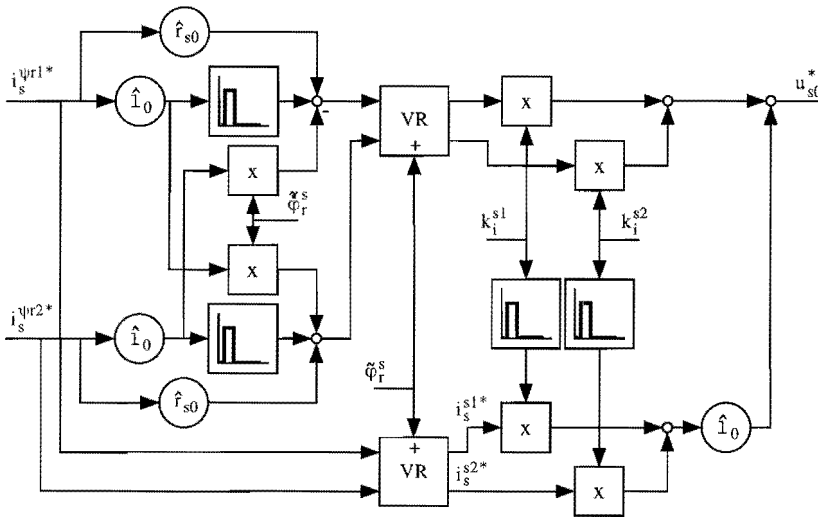 r̂s0
i_s^ψr1*
î0
VR
+
x
u_s0^*
x
x
φ̃_r^s
k_i^s1
k_i^s2
x
i_s^ψr2*
î0
φ̃_r^s
r̂s0
i_s^s1*
x
î0
+
VR
i_s^s2*
x
-